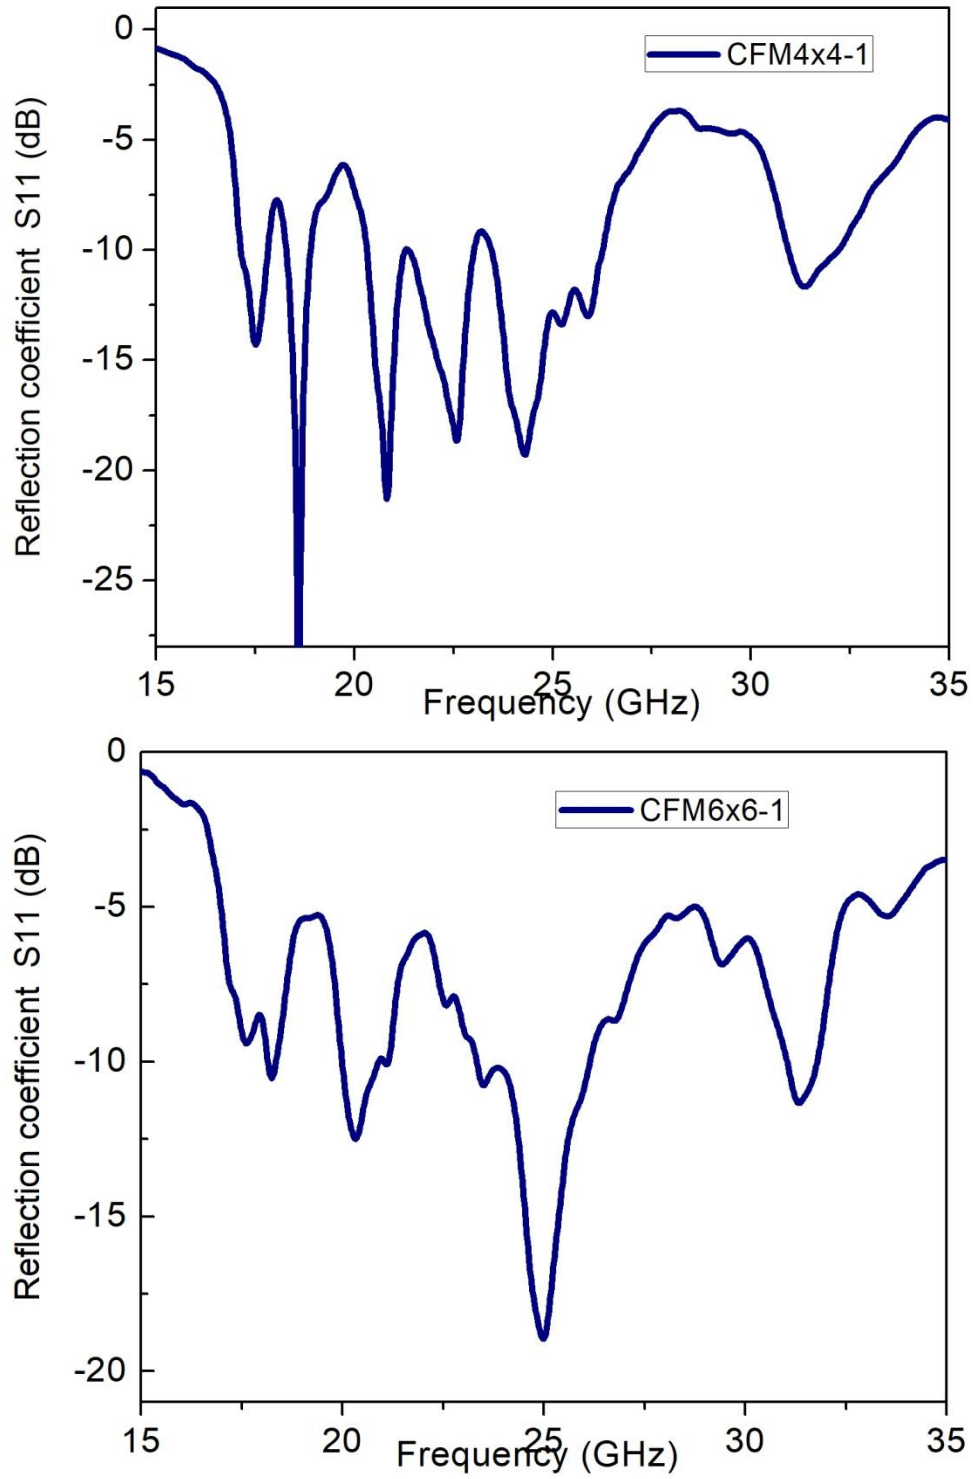 Reflection coefficient S11 (dB)
0
-5
-10
-15
-20
-25
CFM4x4-1
15 20 25 30 35
Frequency (GHz)
Reflection coefficient S11 (dB)
0
-5
-10
-15
-20
CFM6x6-1
15 20 25 30 35
Frequency (GHz)